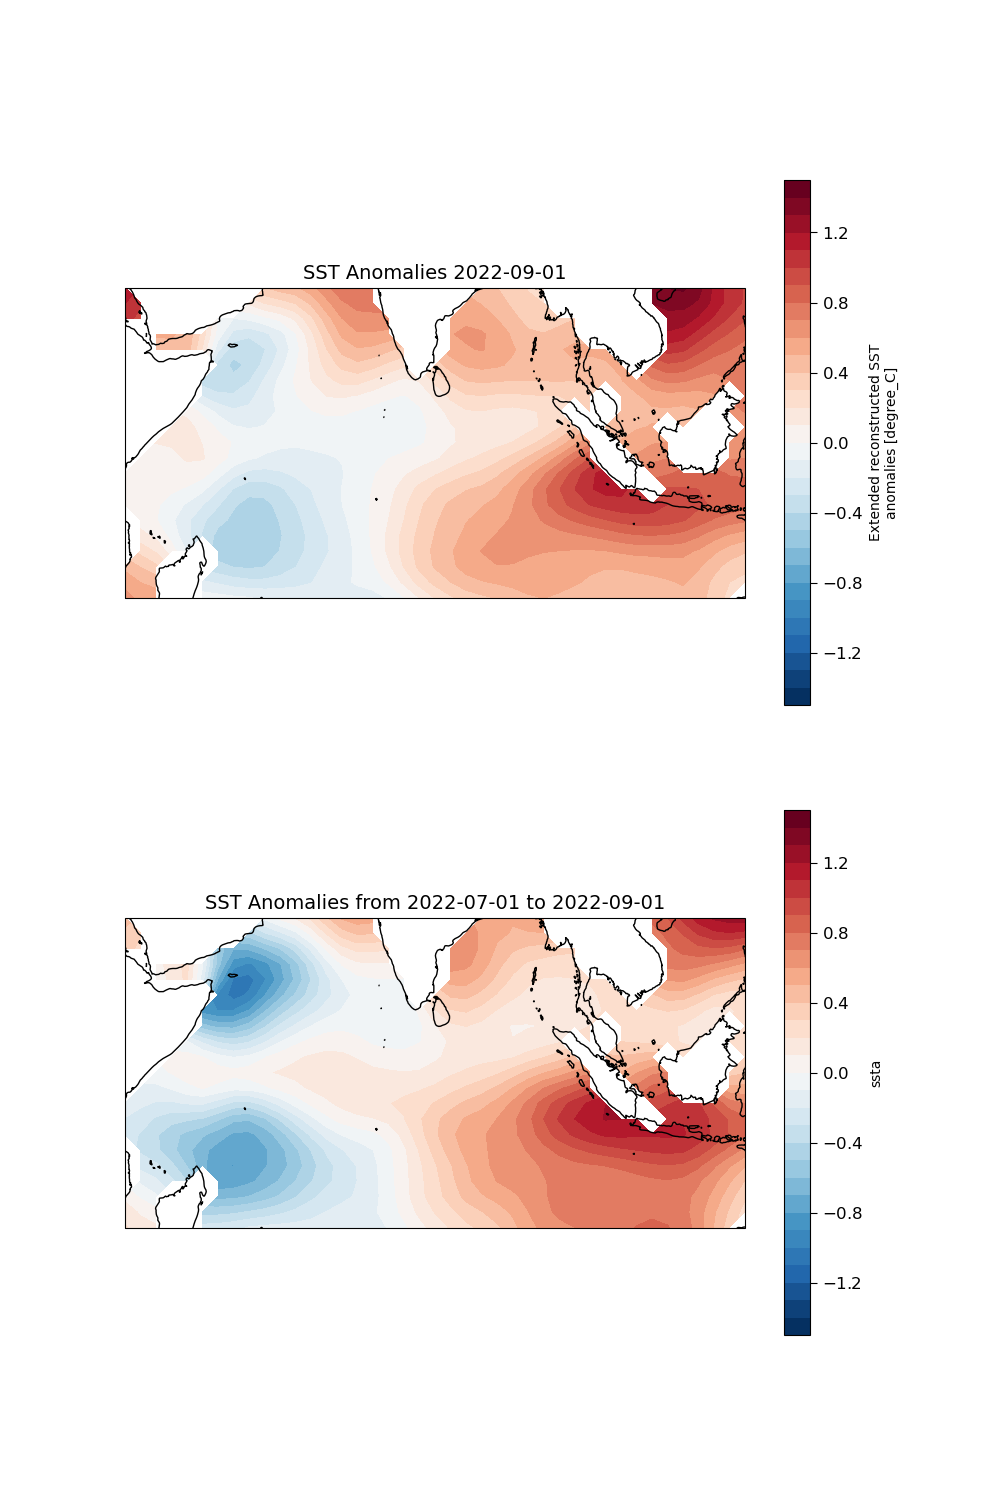 SST Anomalies 2022-09-01
1.2
0.8
0.4
0.0
−0.4
−0.8
−1.2
Extended reconstructed SST
anomalies [degree_C]
SST Anomalies from 2022-07-01 to 2022-09-01
1.2
0.8
0.4
0.0
−0.4
−0.8
−1.2
ssta